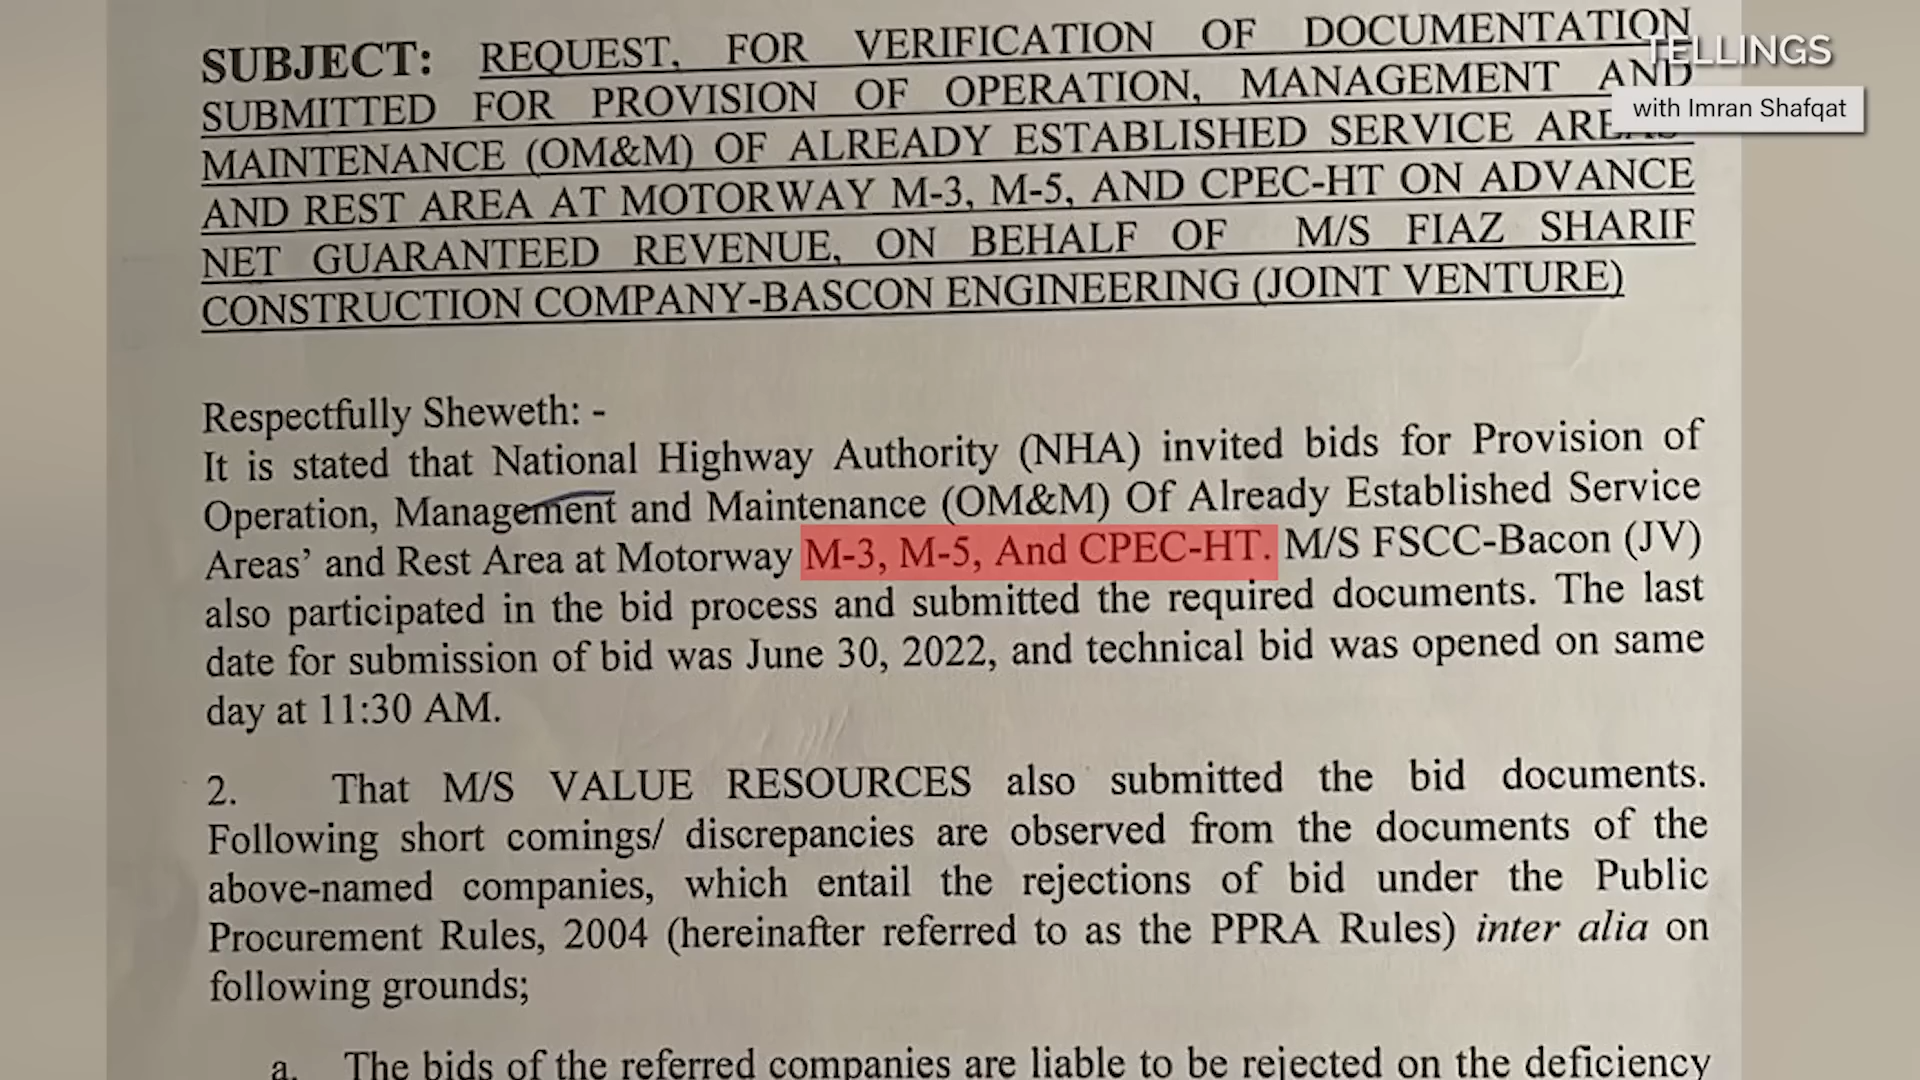 SUBJECT: REQUEST, FOR VERIFICATION OF DOCUMENTATION
SUBMITTED FOR PROVISION OF OPERATION, MANAGEMENT AND
MAINTENANCE (OM&M) OF ALREADY ESTABLISHED SERVICE AREAS
AND REST AREA AT MOTORWAY M-3, M-5, AND CPEC-HT ON ADVANCE
NET GUARANTEED REVENUE, ON BEHALF OF M/S FIAZ SHARIF
CONSTRUCTION COMPANY-BASCON ENGINEERING (JOINT VENTURE)
TELLINGS
with Imran Shafqat
Respectfully Sheweth: -
It is stated that National Highway Authority (NHA) invited bids for Provision of
Operation, Management and Maintenance (OM&M) Of Already Established Service
Areas' and Rest Area at Motorway M-3, M-5, And CPEC-HT. M/S FSCC-Bacon (JV)
also participated in the bid process and submitted the required documents. The last
date for submission of bid was June 30, 2022, and technical bid was opened on same
day at 11:30 AM.
2. That M/S VALUE RESOURCES also submitted the bid documents.
Following short comings/ discrepancies are observed from the documents of the
above-named companies, which entail the rejections of bid under the Public
Procurement Rules, 2004 (hereinafter referred to as the PPRA Rules) inter alia on
following grounds;
a. The bids of the referred companies are liable to be rejected on the deficiency